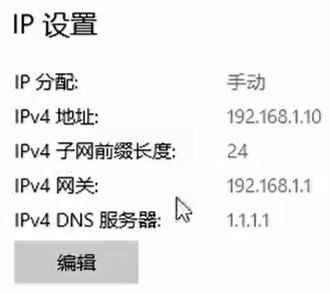 IP 设置
IP 分配: 手动
IPv4 地址: 192.168.1.10
IPv4 子网前缀长度: 24
IPv4 网关: 192.168.1.1
IPv4 DNS 服务器: 1.1.1.1
编辑